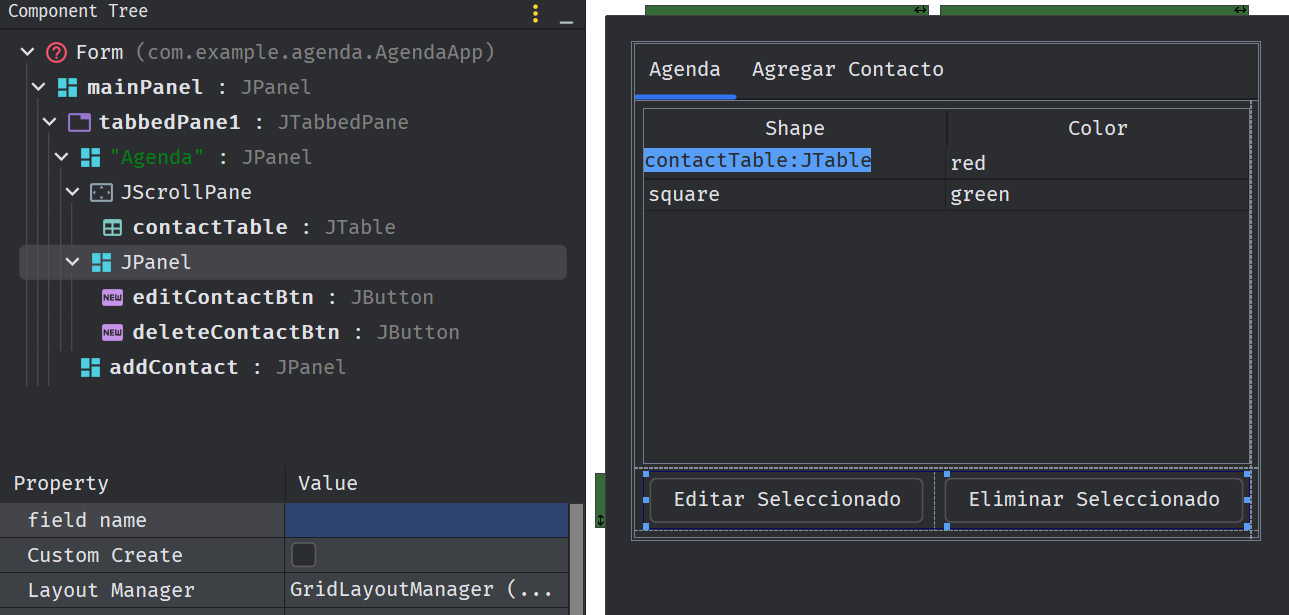 Component Tree
Form (com.example.agenda.AgendaApp)
mainPanel : JPanel
tabbedPane1 : JTabbedPane
"Agenda" : JPanel
JScrollPane
contactTable : JTable
JPanel
NEW editContactBtn : JButton
NEW deleteContactBtn : JButton
addContact : JPanel
Property Value
field name
Custom Create
Layout Manager GridLayoutManager (...
Agenda Agregar Contacto
Shape Color
contactTable:JTable red
square green
Editar Seleccionado Eliminar Seleccionado